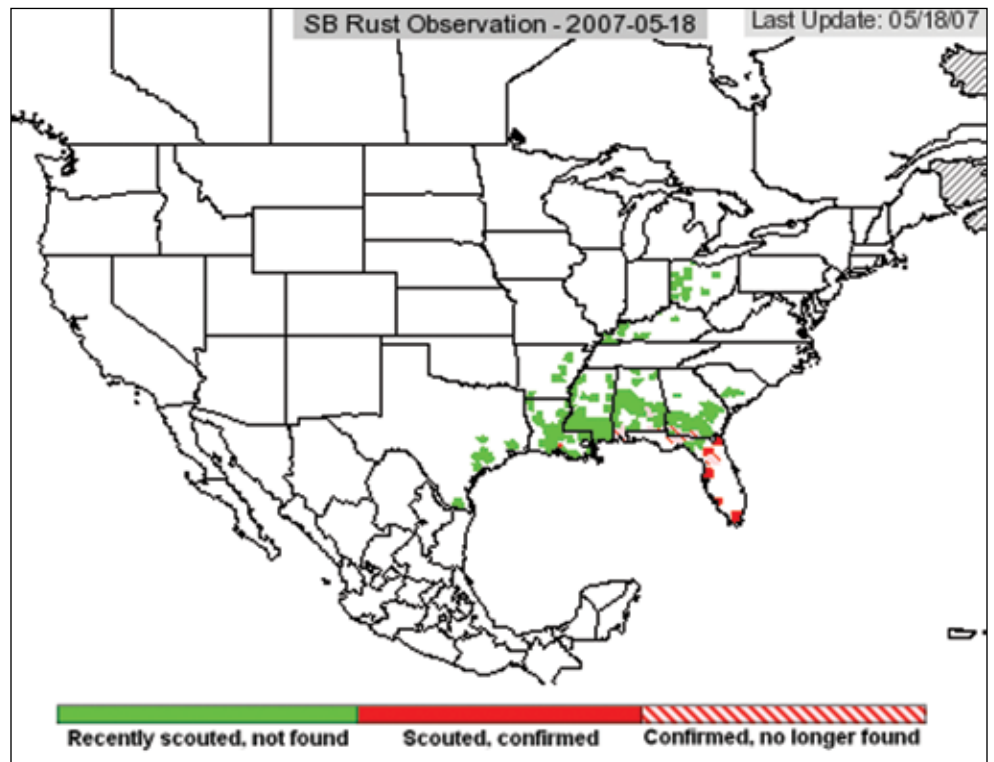 SB Rust Observation - 2007-05-18
Last Update: 05/18/07
Recently scouted, not found
Scouted, confirmed
Confirmed, no longer found